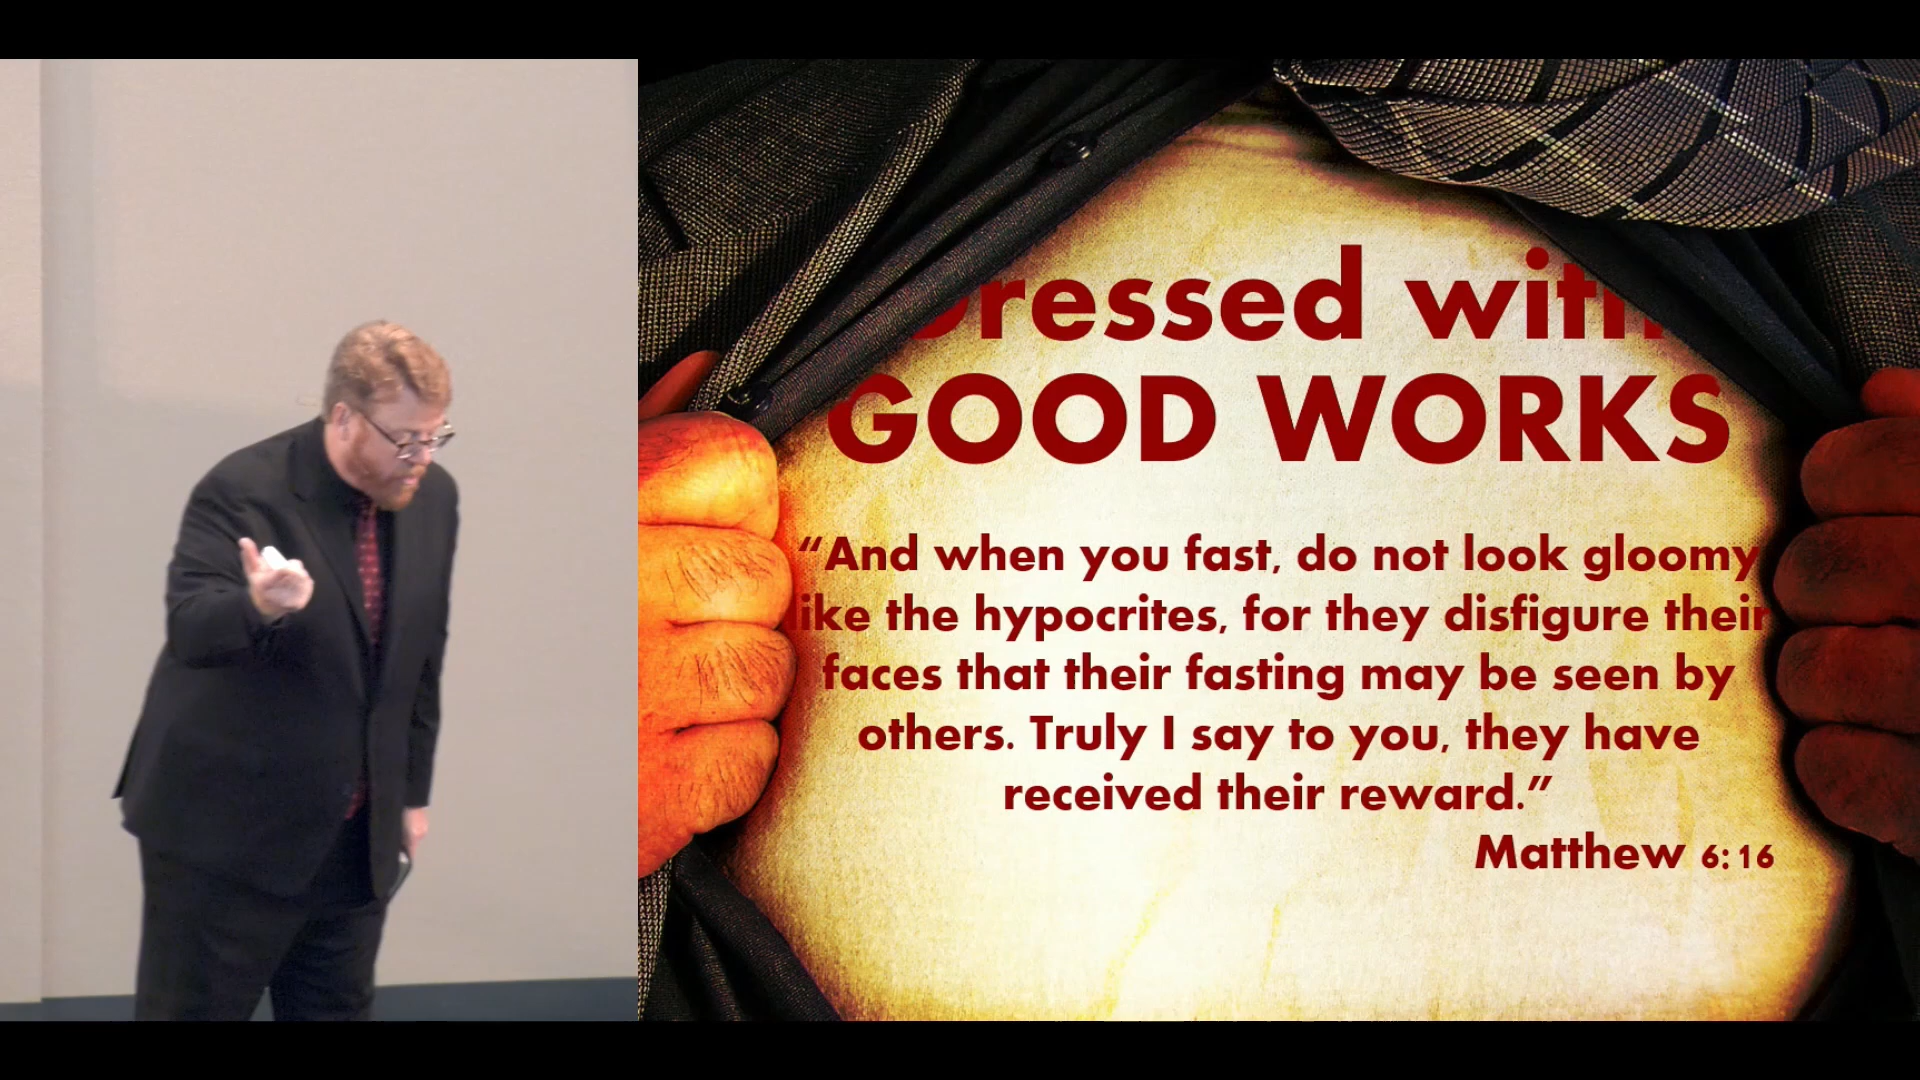 Dressed with
GOOD WORKS
“And when you fast, do not look gloomy
like the hypocrites, for they disfigure their
faces that their fasting may be seen by
others. Truly I say to you, they have
received their reward.”
Matthew 6:16